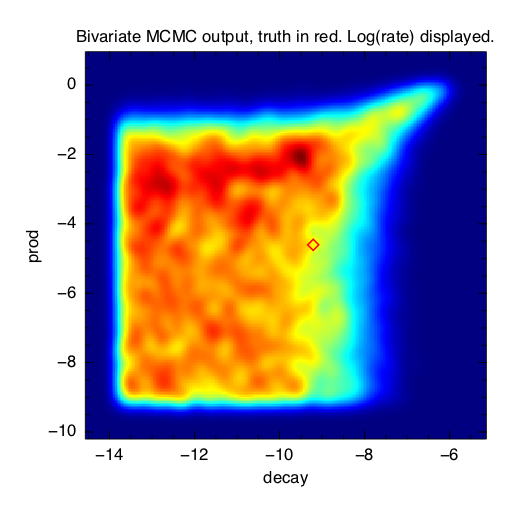 Bivariate MCMC output, truth in red. Log(rate) displayed.
0
−2
−4
−6
−8
−10
prod
−14 −12 −10 −8 −6
decay